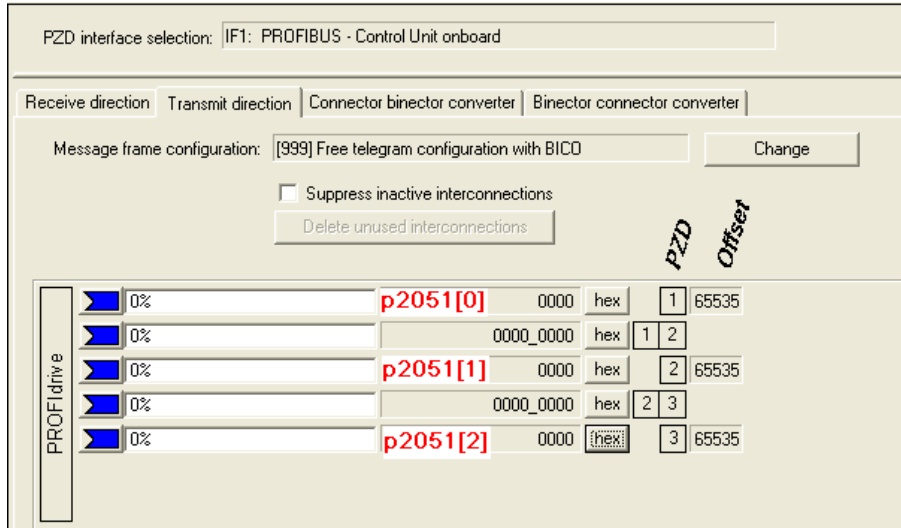 PZD interface selection: IF1: PROFIBUS - Control Unit onboard
Receive direction Transmit direction Connector binector converter Binector connector converter
Message frame configuration: [999] Free telegram configuration with BICO Change
Suppress inactive interconnections
Delete unused interconnections
PZD Offset
PROFIdrive
0% p2051[0] 0000 hex 1 65535
0% 0000_0000 hex 1 2
0% p2051[1] 0000 hex 2 65535
0% 0000_0000 hex 2 3
0% p2051[2] 0000 hex 3 65535